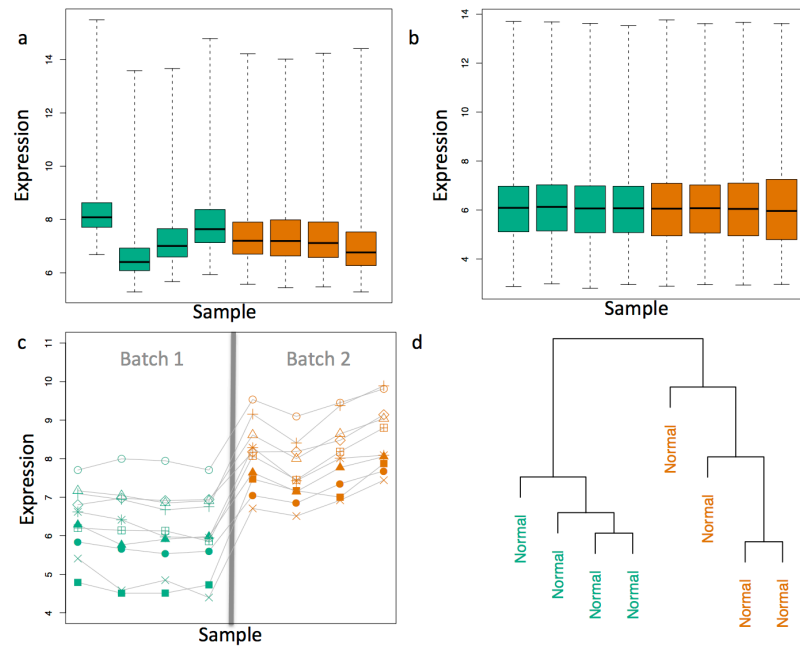 a
Expression
14
12
10
8
6
Sample
b
Expression
14
12
10
8
6
4
Sample
c
Batch 1
Batch 2
Expression
11
10
9
8
7
6
5
4
Sample
d
Normal
Normal
Normal
Normal
Normal
Normal
Normal
Normal